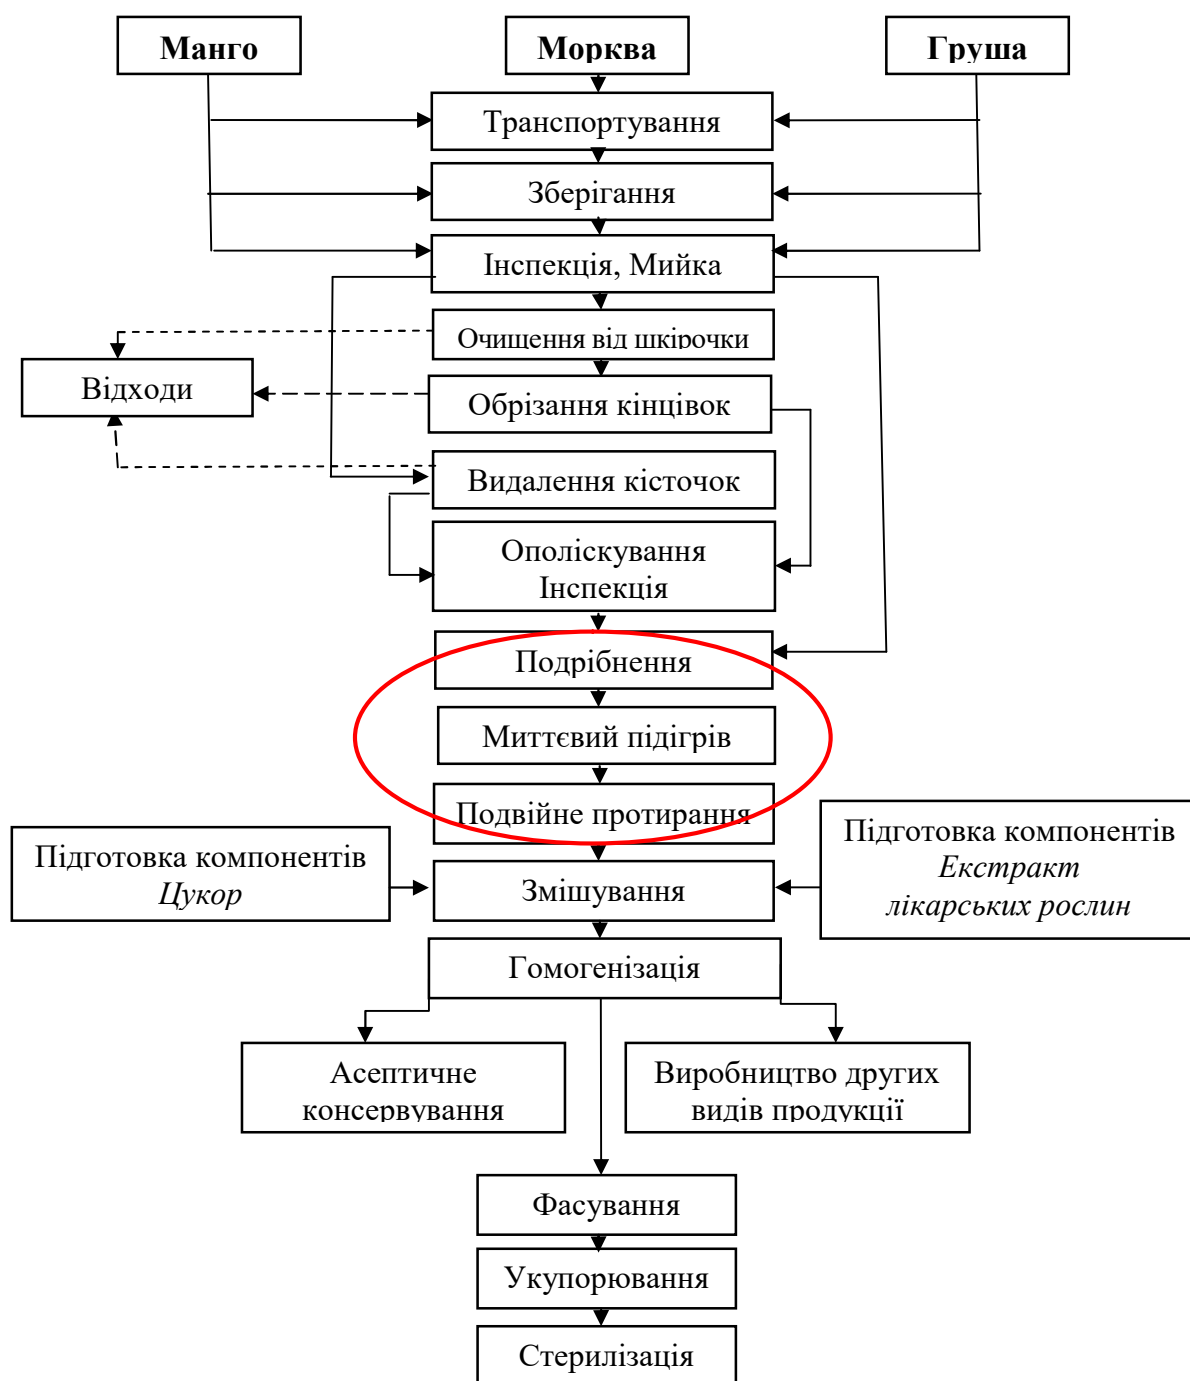 Манго
Морква
Груша
Транспортування
Зберігання
Інспекція, Мийка
Очищення від шкірочки
Відходи
Обрізання кінцівок
Видалення кісточок
Ополіскування
Інспекція
Подрібнення
Миттєвий підігрів
Подвійне протирання
Підготовка компонентів
Цукор
Змішування
Підготовка компонентів
Екстракт
лікарських рослин
Гомогенізація
Асептичне
консервування
Виробництво других
видів продукції
Фасування
Укупорювання
Стерилізація